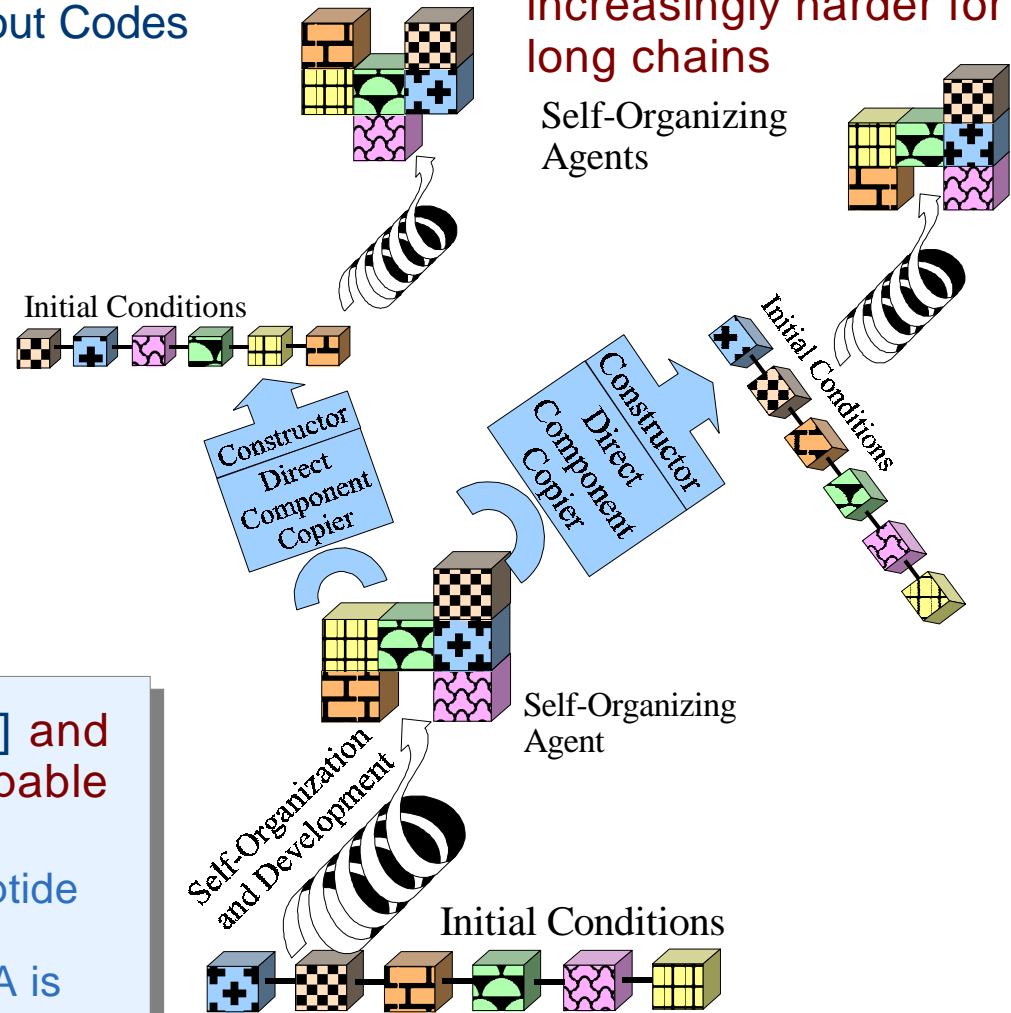 out Codes
increasingly harder for
long chains
Self-Organizing
Agents
Initial Conditions
Initial Conditions
Constructor
Direct
Component
Copier
Constructor
Direct
Component
Copier
Self-Organizing
Agent
Self-Organization
and Development
Initial Conditions
] and
bable
otide
A is